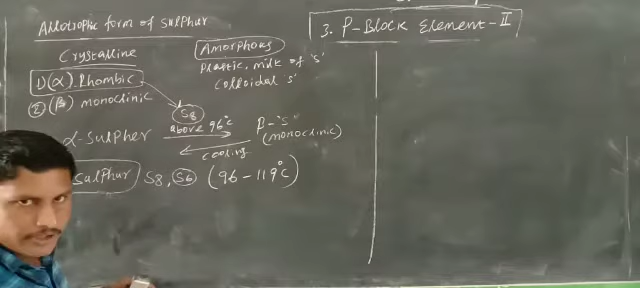 Allotropic form of sulphur
Crystalline
1) (α) Rhombic
(2) (β) monoclinic
Amorphous
Plastic, milk of 's'
colloidal s'
S8
α-Sulpher above 96°C β-"s"
cooling (monoclinic)
Sulphur S8, S6 (96 - 119°C)
3. P-Block Element-II